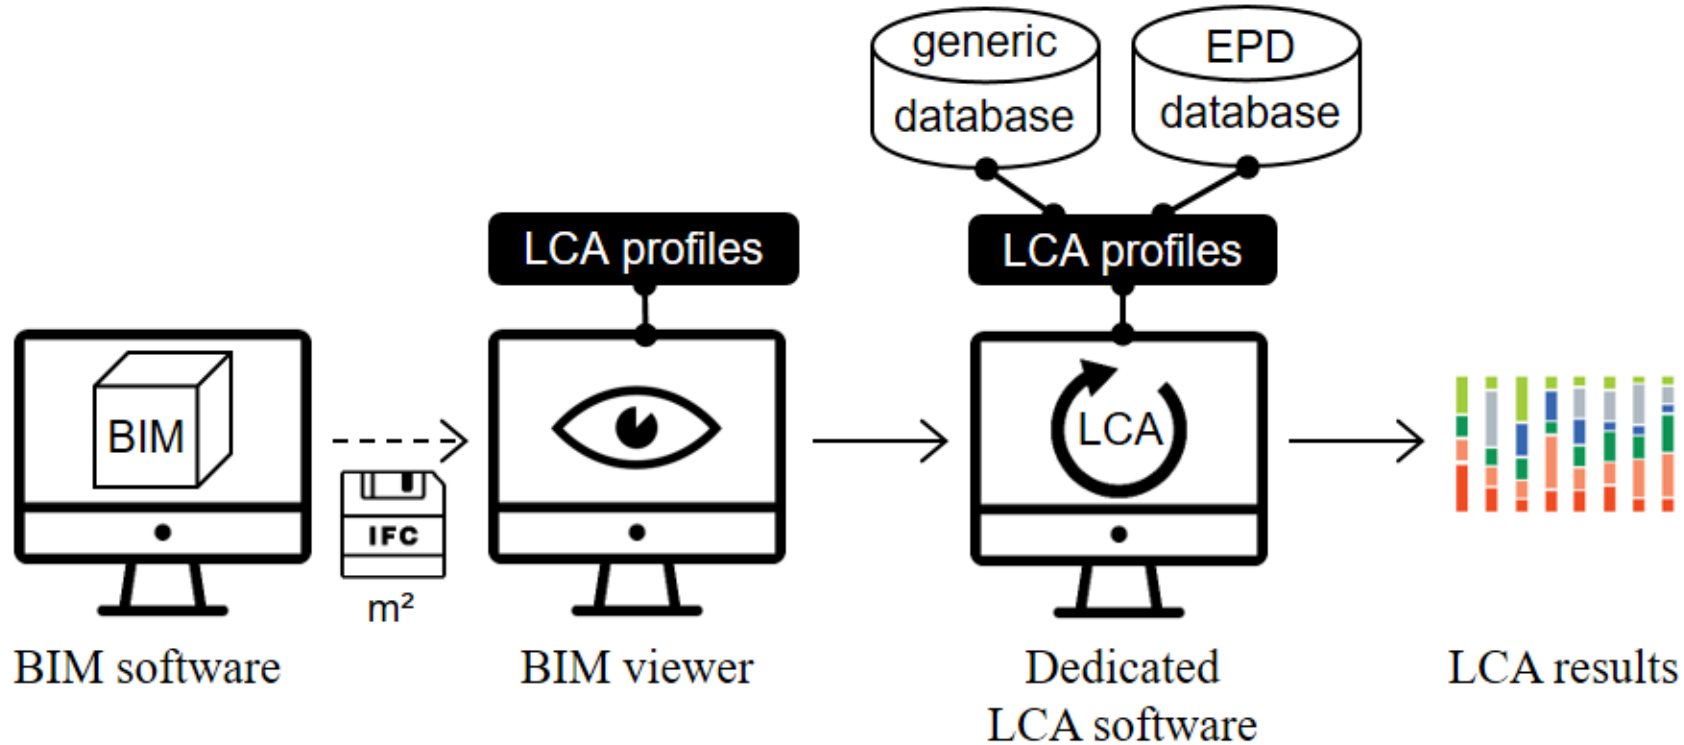 generic
database
EPD
database
LCA profiles
LCA profiles
BIM
LCA
IFC
m²
BIM software
BIM viewer
Dedicated
LCA software
LCA results